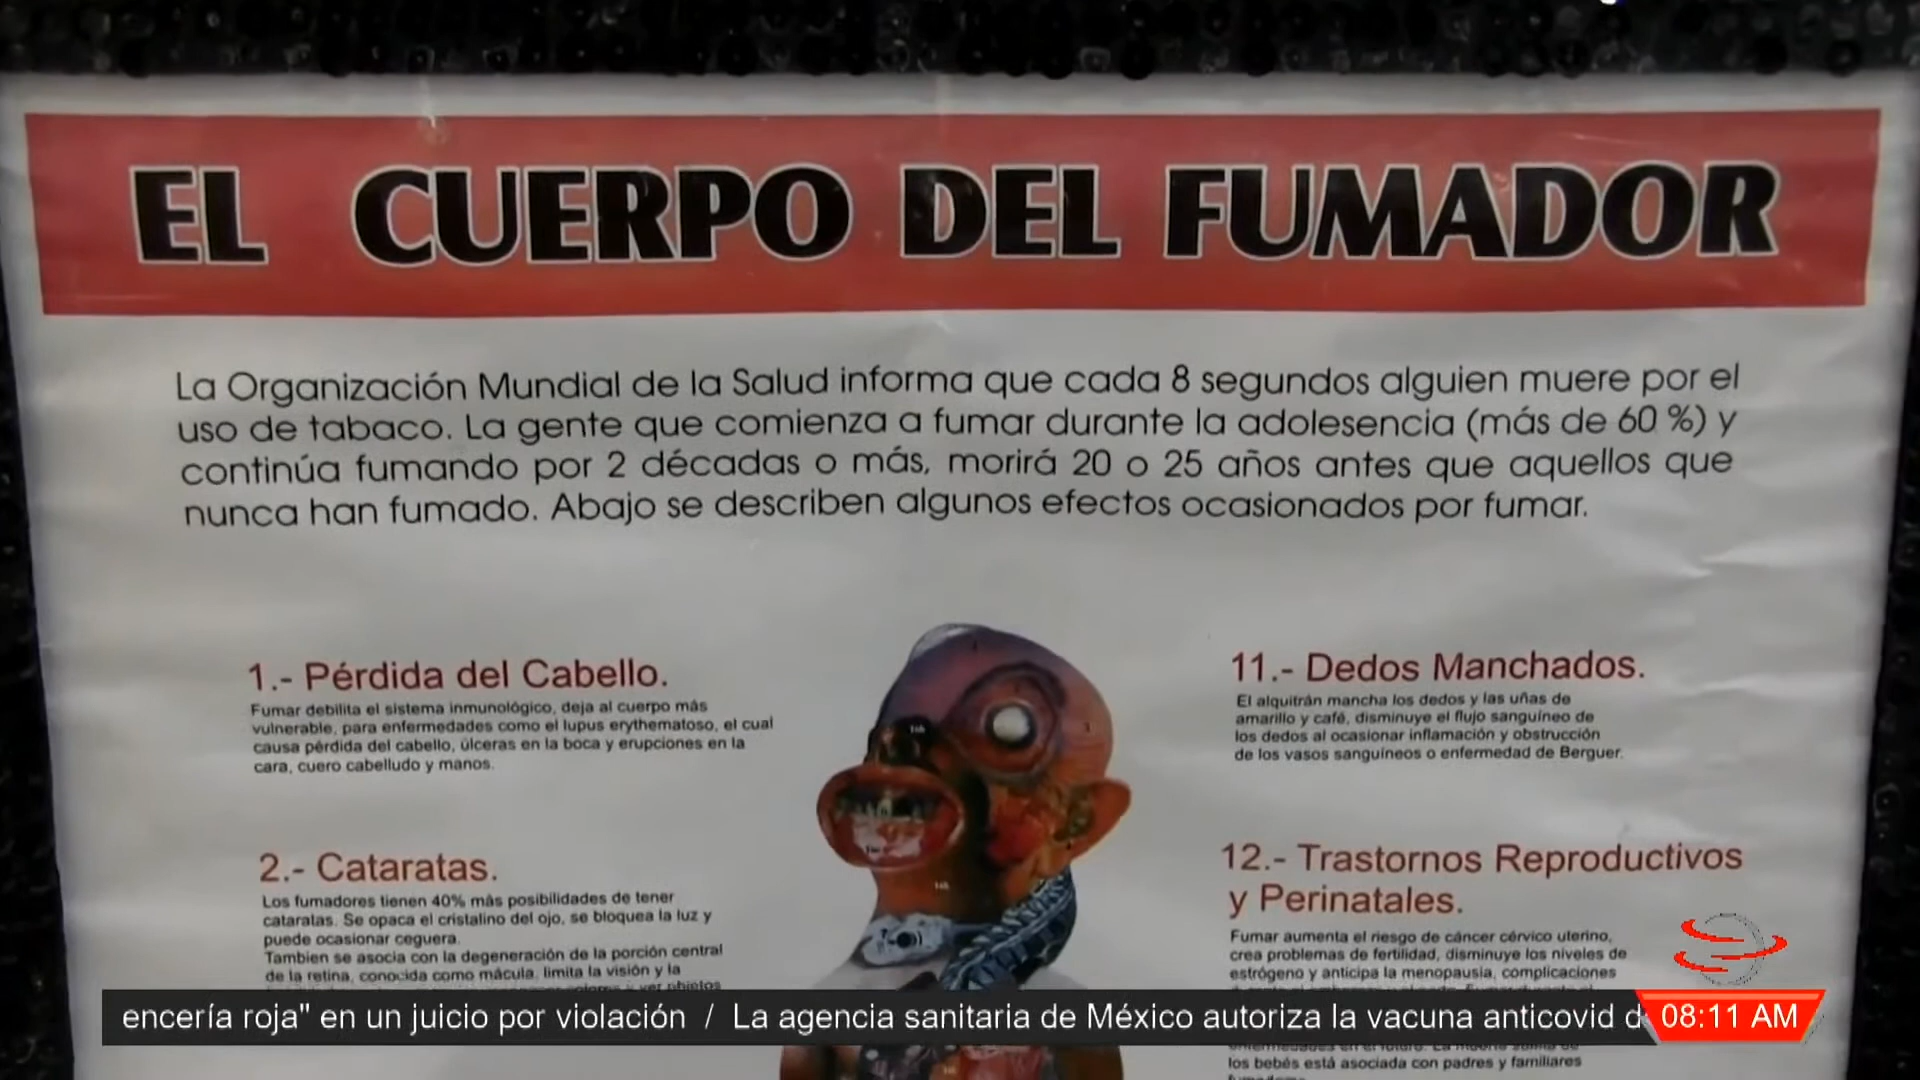 EL CUERPO DEL FUMADOR
La Organización Mundial de la Salud informa que cada 8 segundos alguien muere por el
uso de tabaco. La gente que comienza a fumar durante la adolesencia (más de 60 %) y
continúa fumando por 2 décadas o más, morirá 20 o 25 años antes que aquellos que
nunca han fumado. Abajo se describen algunos efectos ocasionados por fumar.
1.- Pérdida del Cabello.
Fumar debilita el sistema inmunológico, deja al cuerpo más
vulnerable, para enfermedades como el lupus erythematoso, el cual
causa pérdida del cabello, úlceras en la boca y erupciones en la
cara, cuero cabelludo y manos.
2.- Cataratas.
Los fumadores tienen 40% más posibilidades de tener
cataratas. Se opaca el cristalino del ojo, se bloquea la luz y
puede ocasionar ceguera.
Tambien se asocia con la degeneración de la porción central
de la retina, conocida como mácula, limita la visión y la
ver objetos
11.- Dedos Manchados.
El alquitrán mancha los dedos y las uñas de
amarillo y café, disminuye el flujo sanguíneo de
los dedos al ocasionar inflamación y obstrucción
de los vasos sanguíneos o enfermedad de Berguer.
12.- Trastornos Reproductivos
y Perinatales.
Fumar aumenta el riesgo de cáncer cérvico uterino,
crea problemas de fertilidad, disminuye los niveles de
estrógeno y anticipa la menopausia, complicaciones
los bebés está asociada con padres y familiares
encería roja" en un juicio por violación / La agencia sanitaria de México autoriza la vacuna anticovid d
08:11 AM